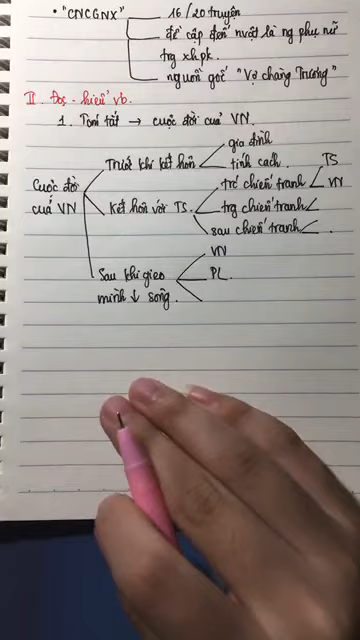 • "CNCGNX" 16/20 truyện
đề cập đến nvật là ng phụ nữ
trg xhpk.
nguồn gốc "Vợ chàng Trương"
II. Đọc - hiểu vb.
1. Tóm tắt → cuộc đời của VN.
Cuộc đời của VN
Trước khi kết hôn
gia đình
tính cách.
Kết hôn với TS.
trc chiến tranh
TS
VN
trg chiến tranh
sau chiến tranh
Sau khi gieo mình ↓ sông.
VN
PL.